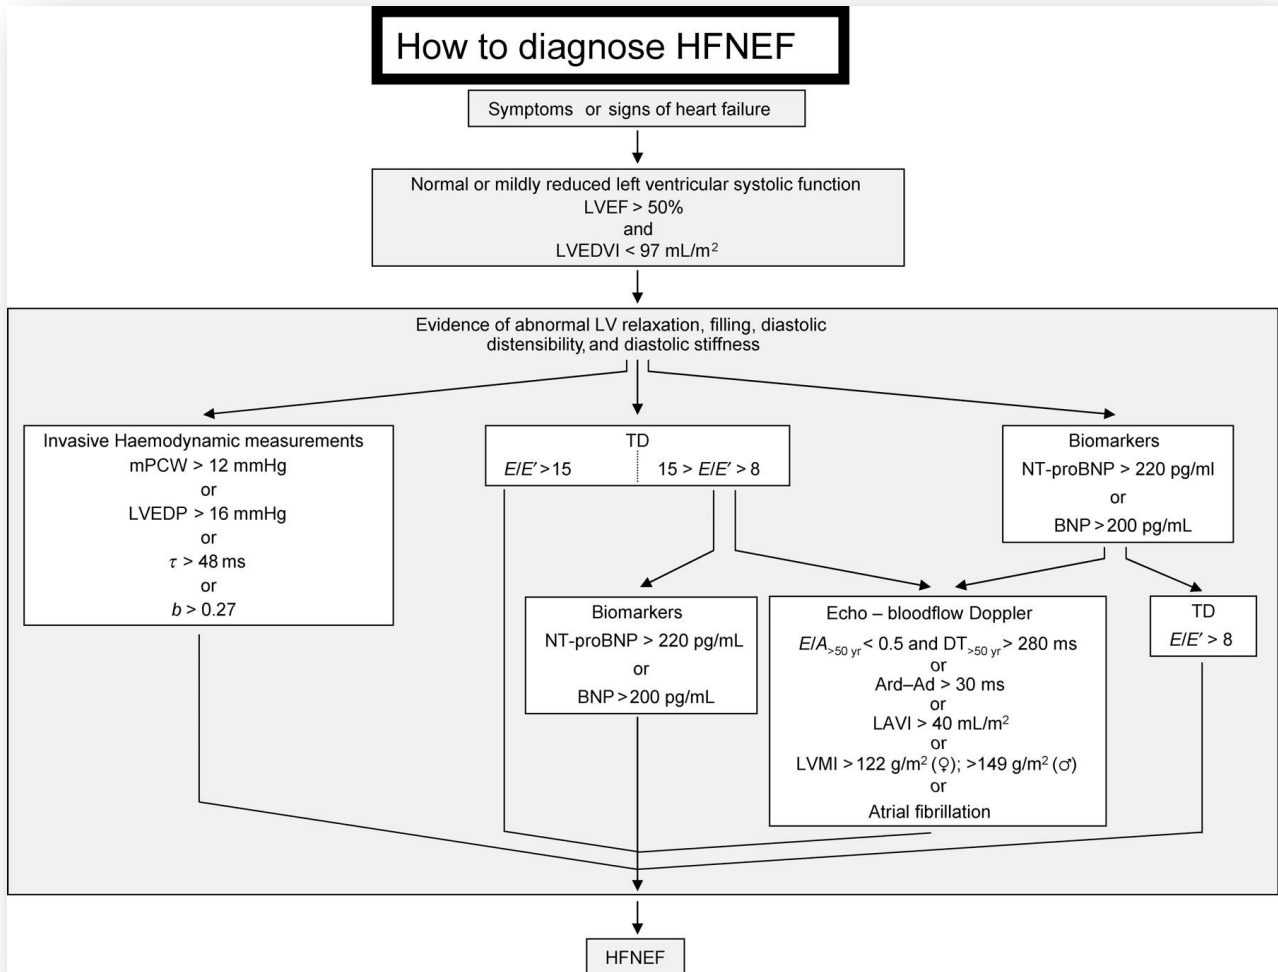 How to diagnose HFNEF
Symptoms or signs of heart failure
Normal or mildly reduced left ventricular systolic function
LVEF > 50%
and
LVEDVI < 97 mL/m²
Evidence of abnormal LV relaxation, filling, diastolic
distensibility, and diastolic stiffness
Invasive Haemodynamic measurements
mPCW > 12 mmHg
or
LVEDP > 16 mmHg
or
τ > 48 ms
or
b > 0.27
TD
E/E′ >15
15 > E/E′ > 8
Biomarkers
NT-proBNP > 220 pg/ml
or
BNP > 200 pg/mL
Biomarkers
NT-proBNP > 220 pg/mL
or
BNP > 200 pg/mL
Echo – bloodflow Doppler
E/A>50 yr < 0.5 and DT>50 yr > 280 ms
or
Ard–Ad > 30 ms
or
LAVI > 40 mL/m²
or
LVMI > 122 g/m² (♀); >149 g/m² (♂)
or
Atrial fibrillation
TD
E/E′ > 8
HFNEF